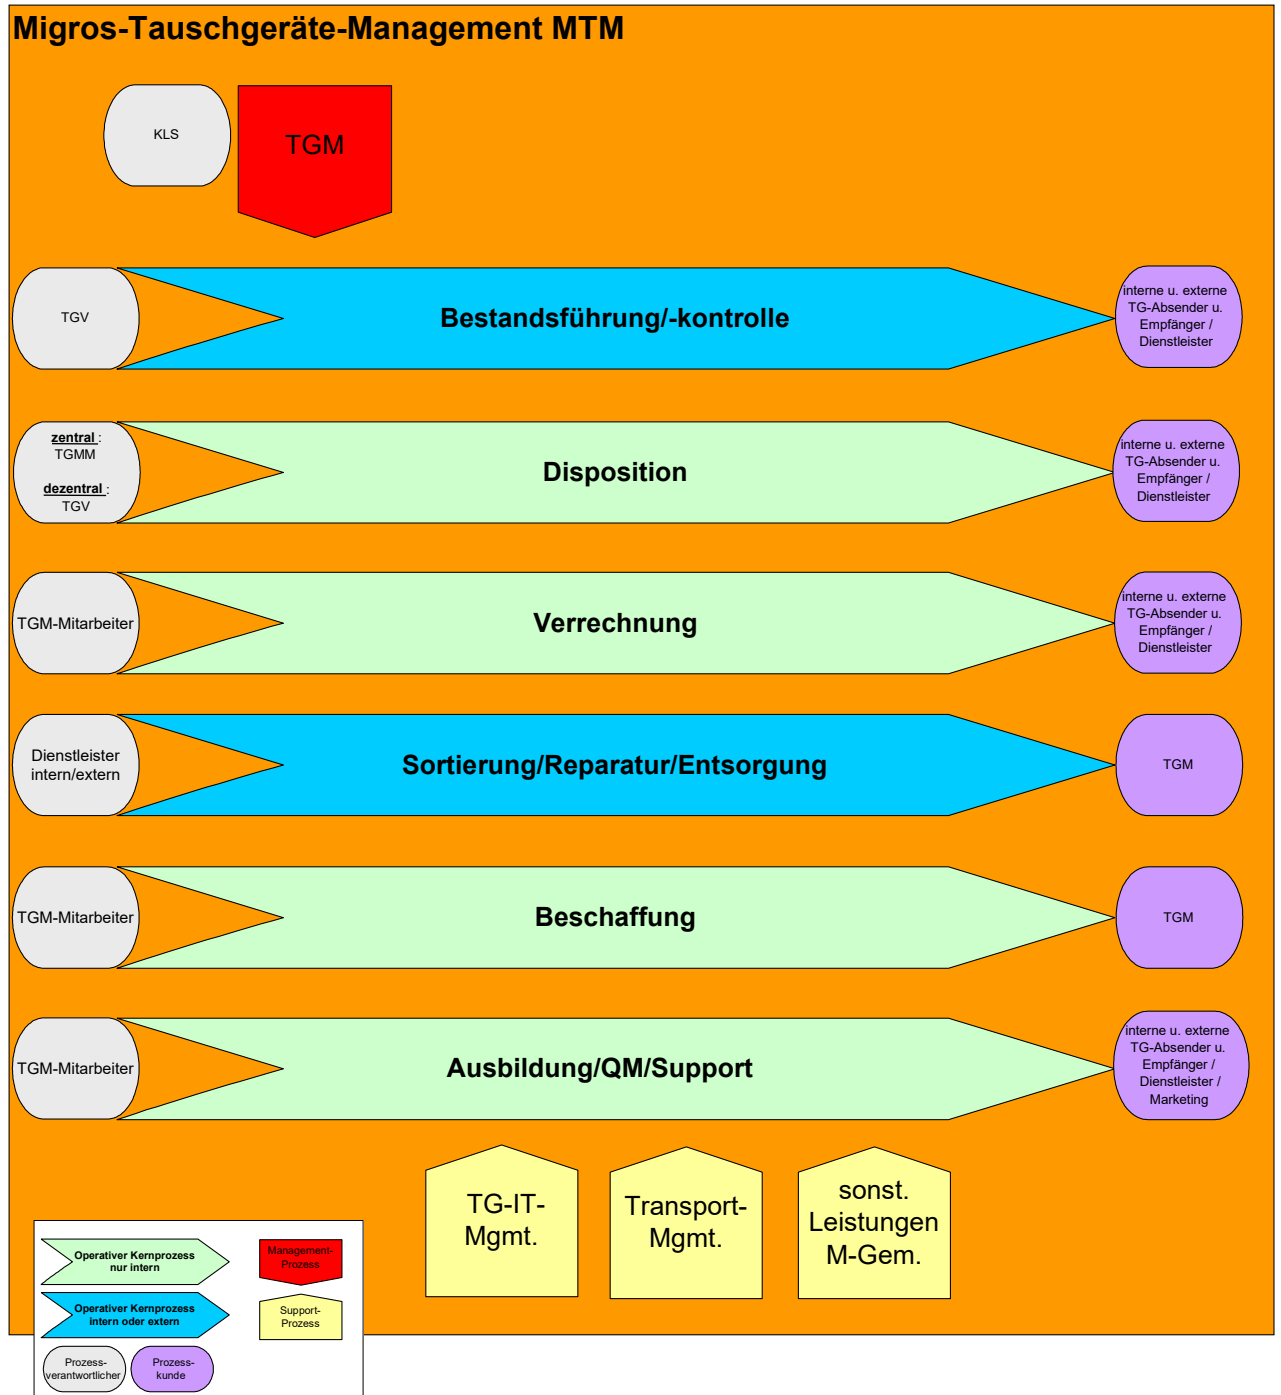 Migros-Tauschgeräte-Management MTM
KLS
TGM
TGV
Bestandsführung/-kontrolle
interne u. externe
TG-Absender u.
Empfänger /
Dienstleister
zentral :
TGMM
dezentral :
TGV
Disposition
interne u. externe
TG-Absender u.
Empfänger /
Dienstleister
TGM-Mitarbeiter
Verrechnung
interne u. externe
TG-Absender u.
Empfänger /
Dienstleister
Dienstleister
intern/extern
Sortierung/Reparatur/Entsorgung
TGM
TGM-Mitarbeiter
Beschaffung
TGM
TGM-Mitarbeiter
Ausbildung/QM/Support
interne u. externe
TG-Absender u.
Empfänger /
Dienstleister /
Marketing
TG-IT-
Mgmt.
Transport-
Mgmt.
sonst.
Leistungen
M-Gem.
Operativer Kernprozess
nur intern
Management-
Prozess
Operativer Kernprozess
intern oder extern
Support-
Prozess
Prozess-
verantwortlicher
Prozess-
kunde